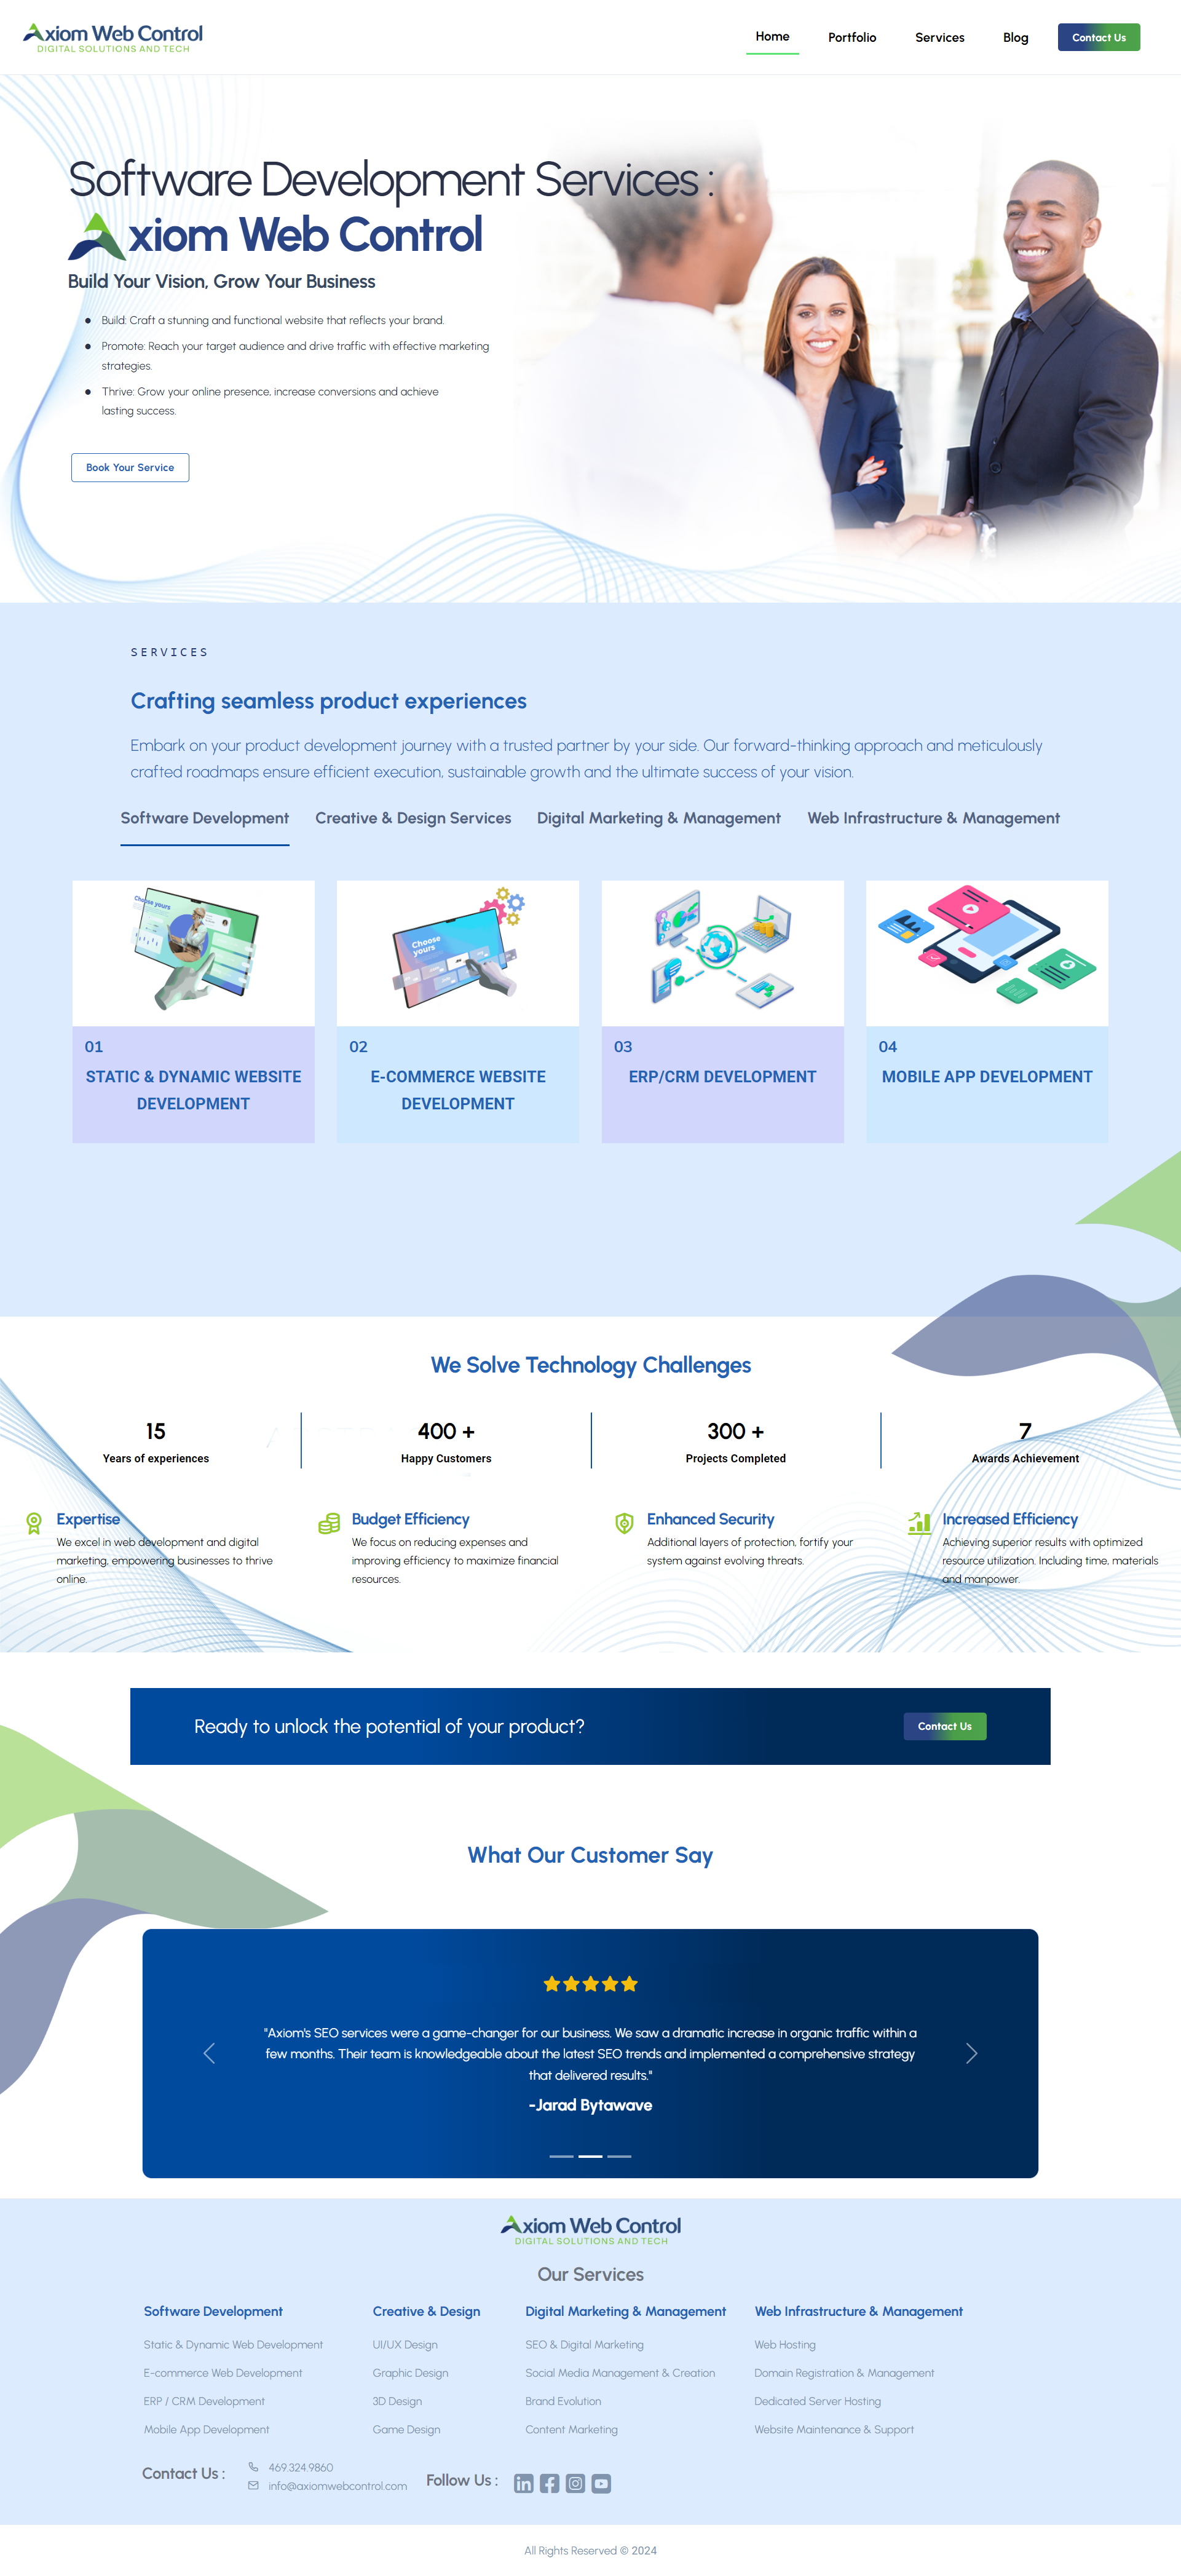 Axiom Web Control
DIGITAL SOLUTIONS AND TECH
Home
Portfolio
Services
Blog
Contact Us
Software Development Services :
Axiom Web Control
Build Your Vision, Grow Your Business
Build: Craft a stunning and functional website that reflects your brand.
Promote: Reach your target audience and drive traffic with effective marketing
strategies.
Thrive: Grow your online presence, increase conversions and achieve
lasting success.
Book Your Service
SERVICES
Crafting seamless product experiences
Embark on your product development journey with a trusted partner by your side. Our forward-thinking approach and meticulously
crafted roadmaps ensure efficient execution, sustainable growth and the ultimate success of your vision.
Software Development
Creative & Design Services
Digital Marketing & Management
Web Infrastructure & Management
Choose yours
Choose
yours
01
STATIC & DYNAMIC WEBSITE
DEVELOPMENT
02
E-COMMERCE WEBSITE
DEVELOPMENT
03
ERP/CRM DEVELOPMENT
04
MOBILE APP DEVELOPMENT
We Solve Technology Challenges
15
Years of experiences
400 +
Happy Customers
300 +
Projects Completed
7
Awards Achievement
Expertise
We excel in web development and digital
marketing, empowering businesses to thrive
online.
Budget Efficiency
We focus on reducing expenses and
improving efficiency to maximize financial
resources.
Enhanced Security
Additional layers of protection, fortify your
system against evolving threats.
Increased Efficiency
Achieving superior results with optimized
resource utilization. Including time, materials
and manpower.
Ready to unlock the potential of your product?
Contact Us
What Our Customer Say
"Axiom's SEO services were a game-changer for our business. We saw a dramatic increase in organic traffic within a
few months. Their team is knowledgeable about the latest SEO trends and implemented a comprehensive strategy
that delivered results."
-Jarad Bytawave
Axiom Web Control
DIGITAL SOLUTIONS AND TECH
Our Services
Software Development
Static & Dynamic Web Development
E-commerce Web Development
ERP / CRM Development
Mobile App Development
Creative & Design
UI/UX Design
Graphic Design
3D Design
Game Design
Digital Marketing & Management
SEO & Digital Marketing
Social Media Management & Creation
Brand Evolution
Content Marketing
Web Infrastructure & Management
Web Hosting
Domain Registration & Management
Dedicated Server Hosting
Website Maintenance & Support
Contact Us :
469.324.9860
info@axiomwebcontrol.com
Follow Us :
All Rights Reserved © 2024